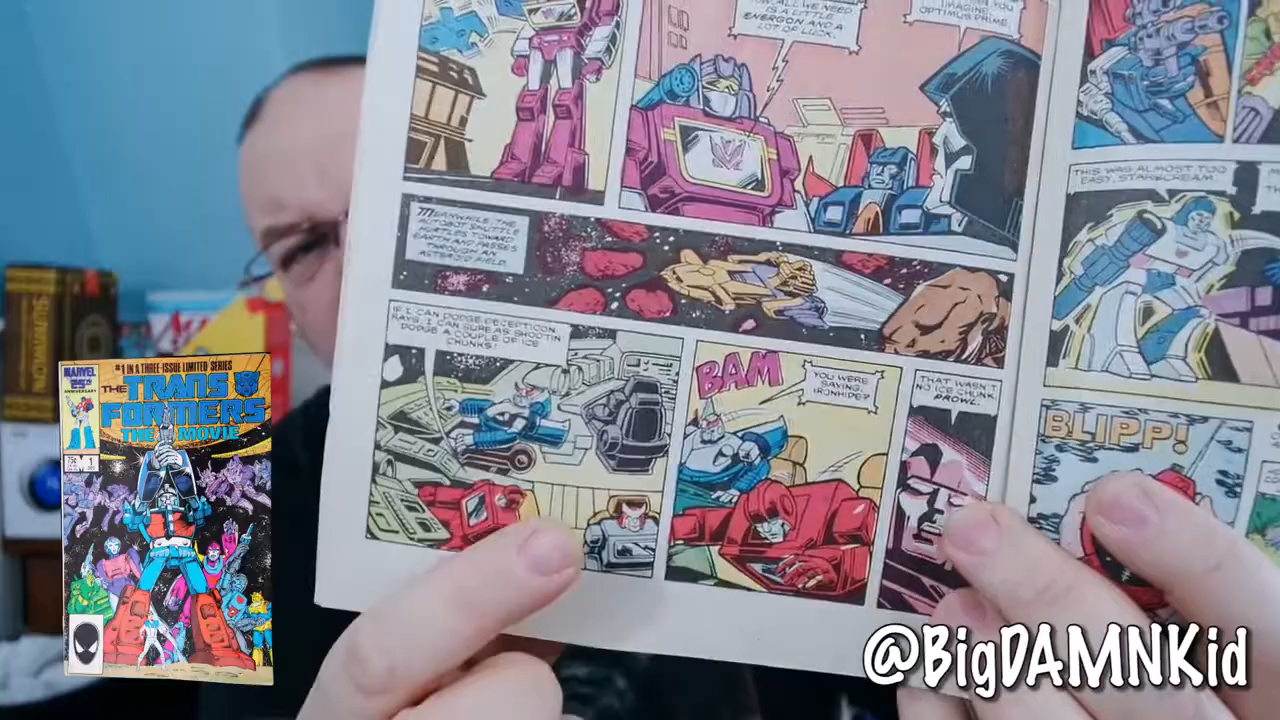 ALL WE NEED
IS A LITTLE
ENERGON AND A
LOT OF LUCK.
IMAGINE,
OPTIMUS PRIME.
MEANWHILE, THE
AUTOBOT SHUTTLE
HURTLES TOWARD
EARTH AND PASSES
THROUGH AN
ASTEROID FIELD.
IF I CAN DODGE DECEPTICON
RAYS, I CAN SURE AS SHOOTIN'
DODGE A COUPLE OF ICE
CHUNKS!
BAM
YOU WERE
SAYING,
IRONHIDE?
THAT WASN'T
NO ICE CHUNK,
PROWL.
THIS WAS ALMOST TOO
EASY, STARSCREAM.
BLIPP!
#1 IN A THREE-ISSUE LIMITED SERIES
MARVEL
25TH
ANNIVERSARY
THE TRANSFORMERS
THE MOVIE
75¢
1
@BigDAMNKid